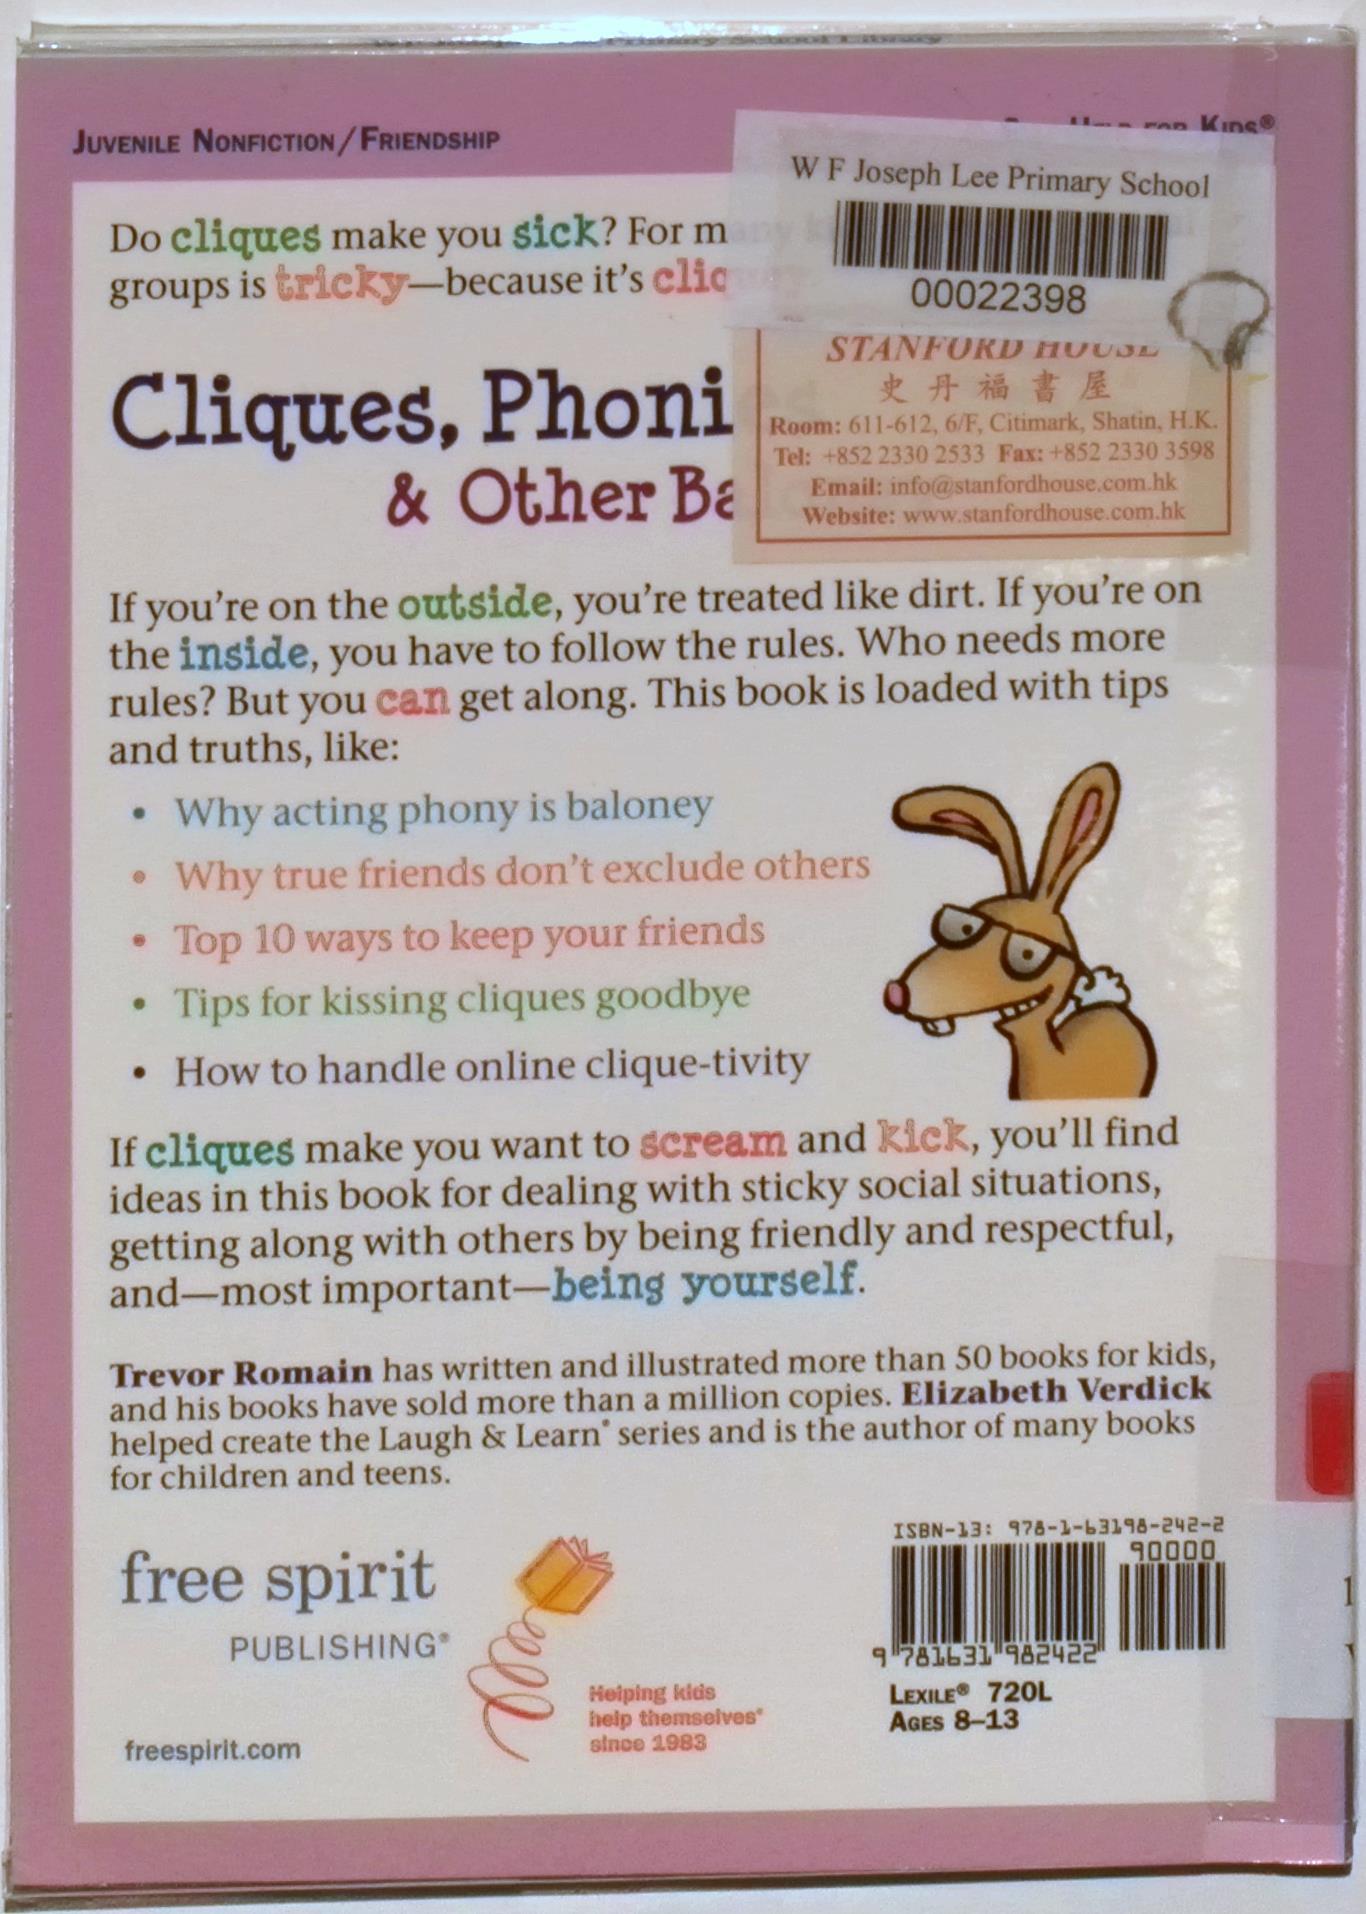 JUVENILE NONFICTION/FRIENDSHIP
FOR KIDS®
W F Joseph Lee Primary School
00022398
Do cliques make you sick? For many
groups is tricky—because it's cliquey.
STANFORD HOUSE
史丹福書屋
Room: 611-612, 6/F, Citimark, Shatin, H.K.
Tel: +852 2330 2533 Fax: +852 2330 3598
Email: info@stanfordhouse.com.hk
Website: www.stanfordhouse.com.hk
Cliques, Phonies
& Other Ba
If you're on the outside, you're treated like dirt. If you're on
the inside, you have to follow the rules. Who needs more
rules? But you can get along. This book is loaded with tips
and truths, like:
• Why acting phony is baloney
• Why true friends don't exclude others
• Top 10 ways to keep your friends
• Tips for kissing cliques goodbye
• How to handle online clique-tivity
If cliques make you want to scream and kick, you'll find
ideas in this book for dealing with sticky social situations,
getting along with others by being friendly and respectful,
and—most important—being yourself.
Trevor Romain has written and illustrated more than 50 books for kids,
and his books have sold more than a million copies. Elizabeth Verdick
helped create the Laugh & Learn® series and is the author of many books
for children and teens.
free spirit
PUBLISHING®
Helping kids
help themselves®
since 1983
freespirit.com
ISBN-13: 978-1-63198-242-2
90000
9 781631 982422
LEXILE® 720L
AGES 8–13